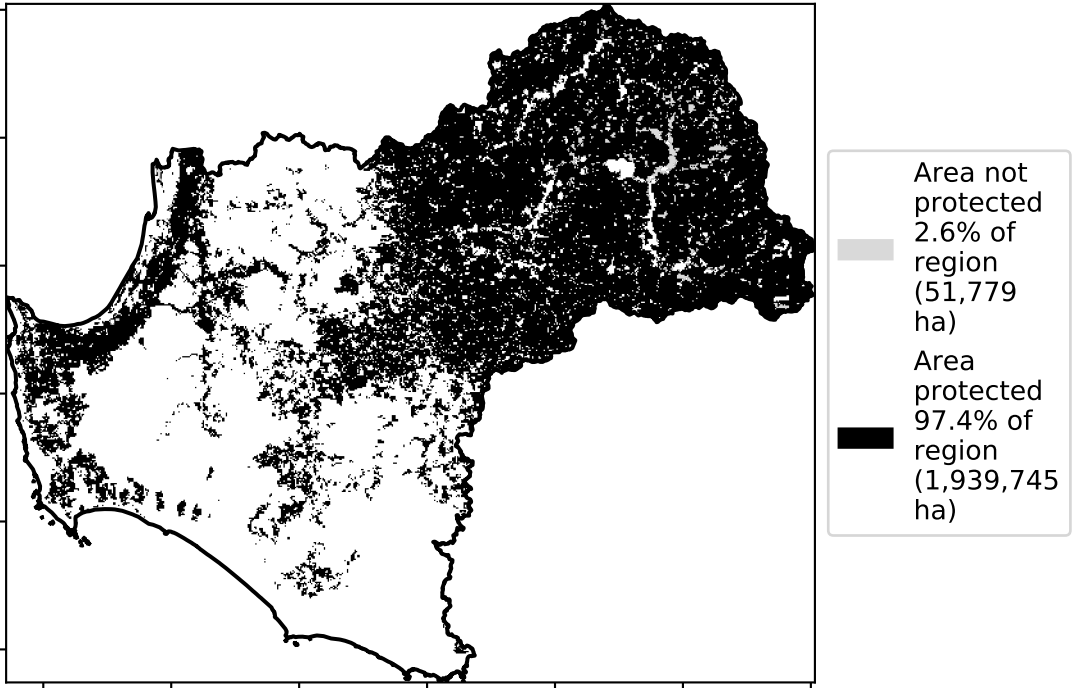 Area not
protected
2.6% of
region
(51,779
ha)
Area
protected
97.4% of
region
(1,939,745
ha)